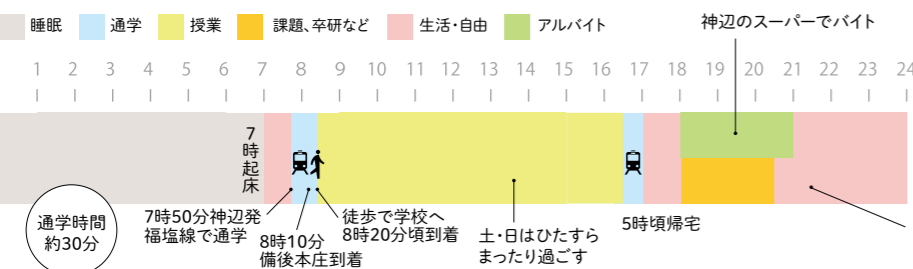 睡眠 通学 授業 課題、卒研など 生活・自由 アルバイト
神辺のスーパーでバイト
1 2 3 4 5 6 7 8 9 10 11 12 13 14 15 16 17 18 19 20 21 22 23 24
7時起床
通学時間
約30分
7時50分神辺発
福塩線で通学
8時10分
備後本庄到着
徒歩で学校へ
8時20分頃到着
土・日はひたすら
まったり過ごす
5時頃帰宅